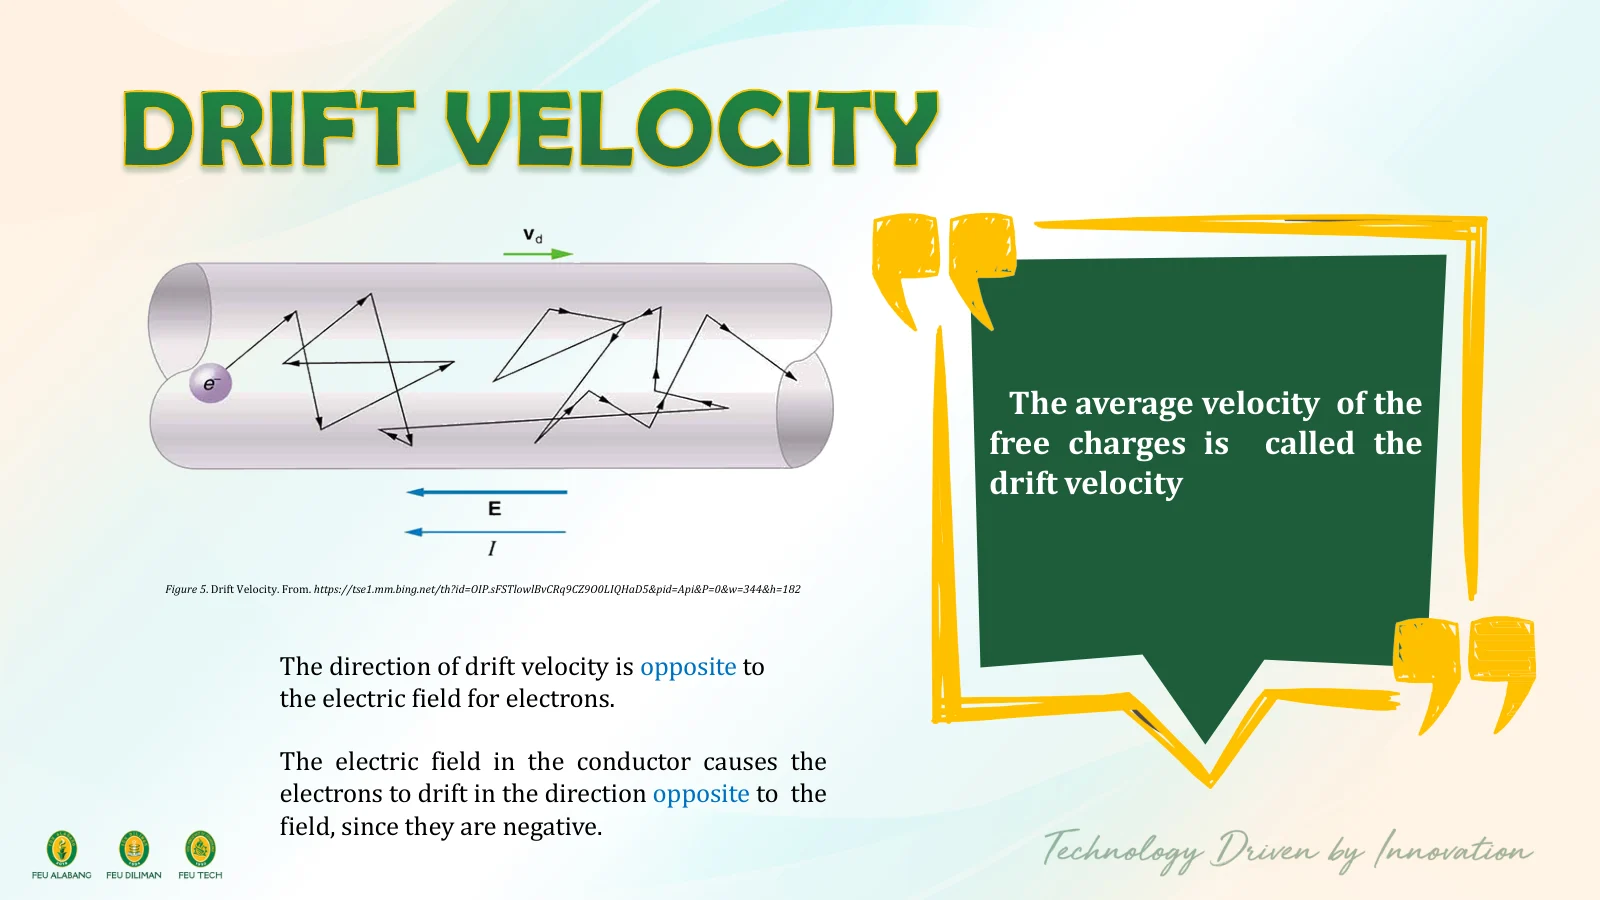 DRIFT VELOCITY
vd
e−
E
I
Figure 5. Drift Velocity. From. https://tse1.mm.bing.net/th?id=OIP.sFSTlowlBvCRq9CZ9O0LIQHaD5&pid=Api&P=0&w=344&h=182
The direction of drift velocity is opposite to
the electric field for electrons.
The electric field in the conductor causes the
electrons to drift in the direction opposite to the
field, since they are negative.
The average velocity of the
free charges is called the
drift velocity
FEU ALABANG FEU DILIMAN FEU TECH
Technology Driven by Innovation